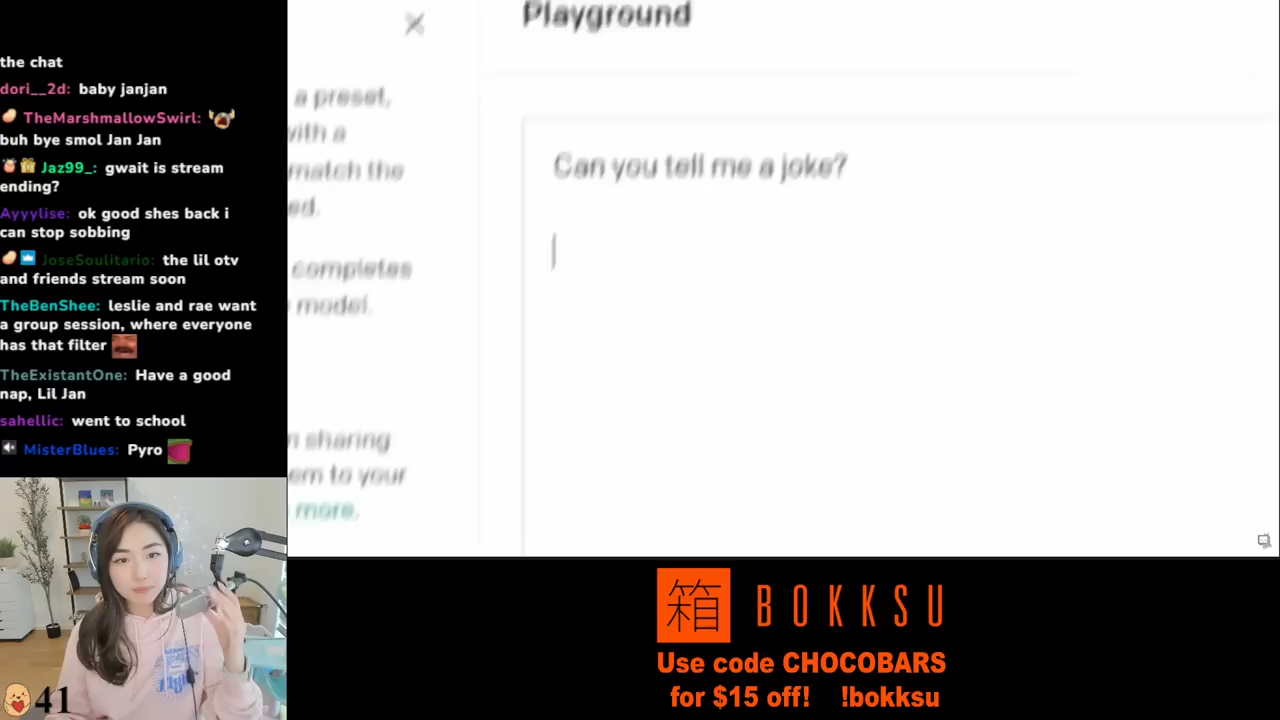 the chat
dori__2d: baby janjan
TheMarshmallowSwirl:
buh bye smol Jan Jan
Jaz99_: gwait is stream
ending?
Ayyylise: ok good shes back i
can stop sobbing
JoseSoulitario: the lil otv
and friends stream soon
TheBenShee: leslie and rae want
a group session, where everyone
has that filter
TheExistantOne: Have a good
nap, Lil Jan
sahellic: went to school
MisterBlues: Pyro
41
Playground
a preset,
with a
match the
ed.
completes
model.
n sharing
em to your
more.
Can you tell me a joke?
箱 BOKKSU
Use code CHOCOBARS
for $15 off! !bokksu